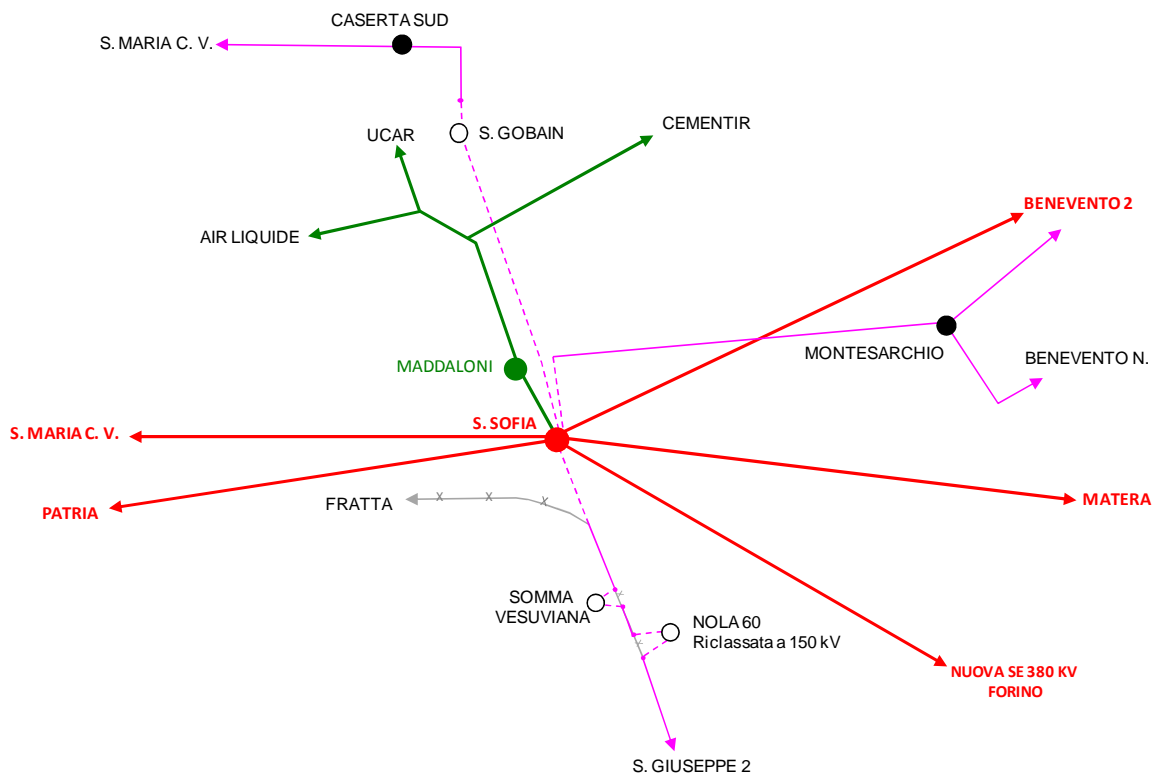 CASERTA SUD
S. MARIA C. V.
S. GOBAIN
CEMENTIR
UCAR
AIR LIQUIDE
BENEVENTO 2
MONTESARCHIO
BENEVENTO N.
MADDALONI
S. SOFIA
S. MARIA C. V.
PATRIA
FRATTA
MATERA
SOMMA
VESUVIANA
NOLA 60
Riclassata a 150 kV
NUOVA SE 380 KV
FORINO
S. GIUSEPPE 2